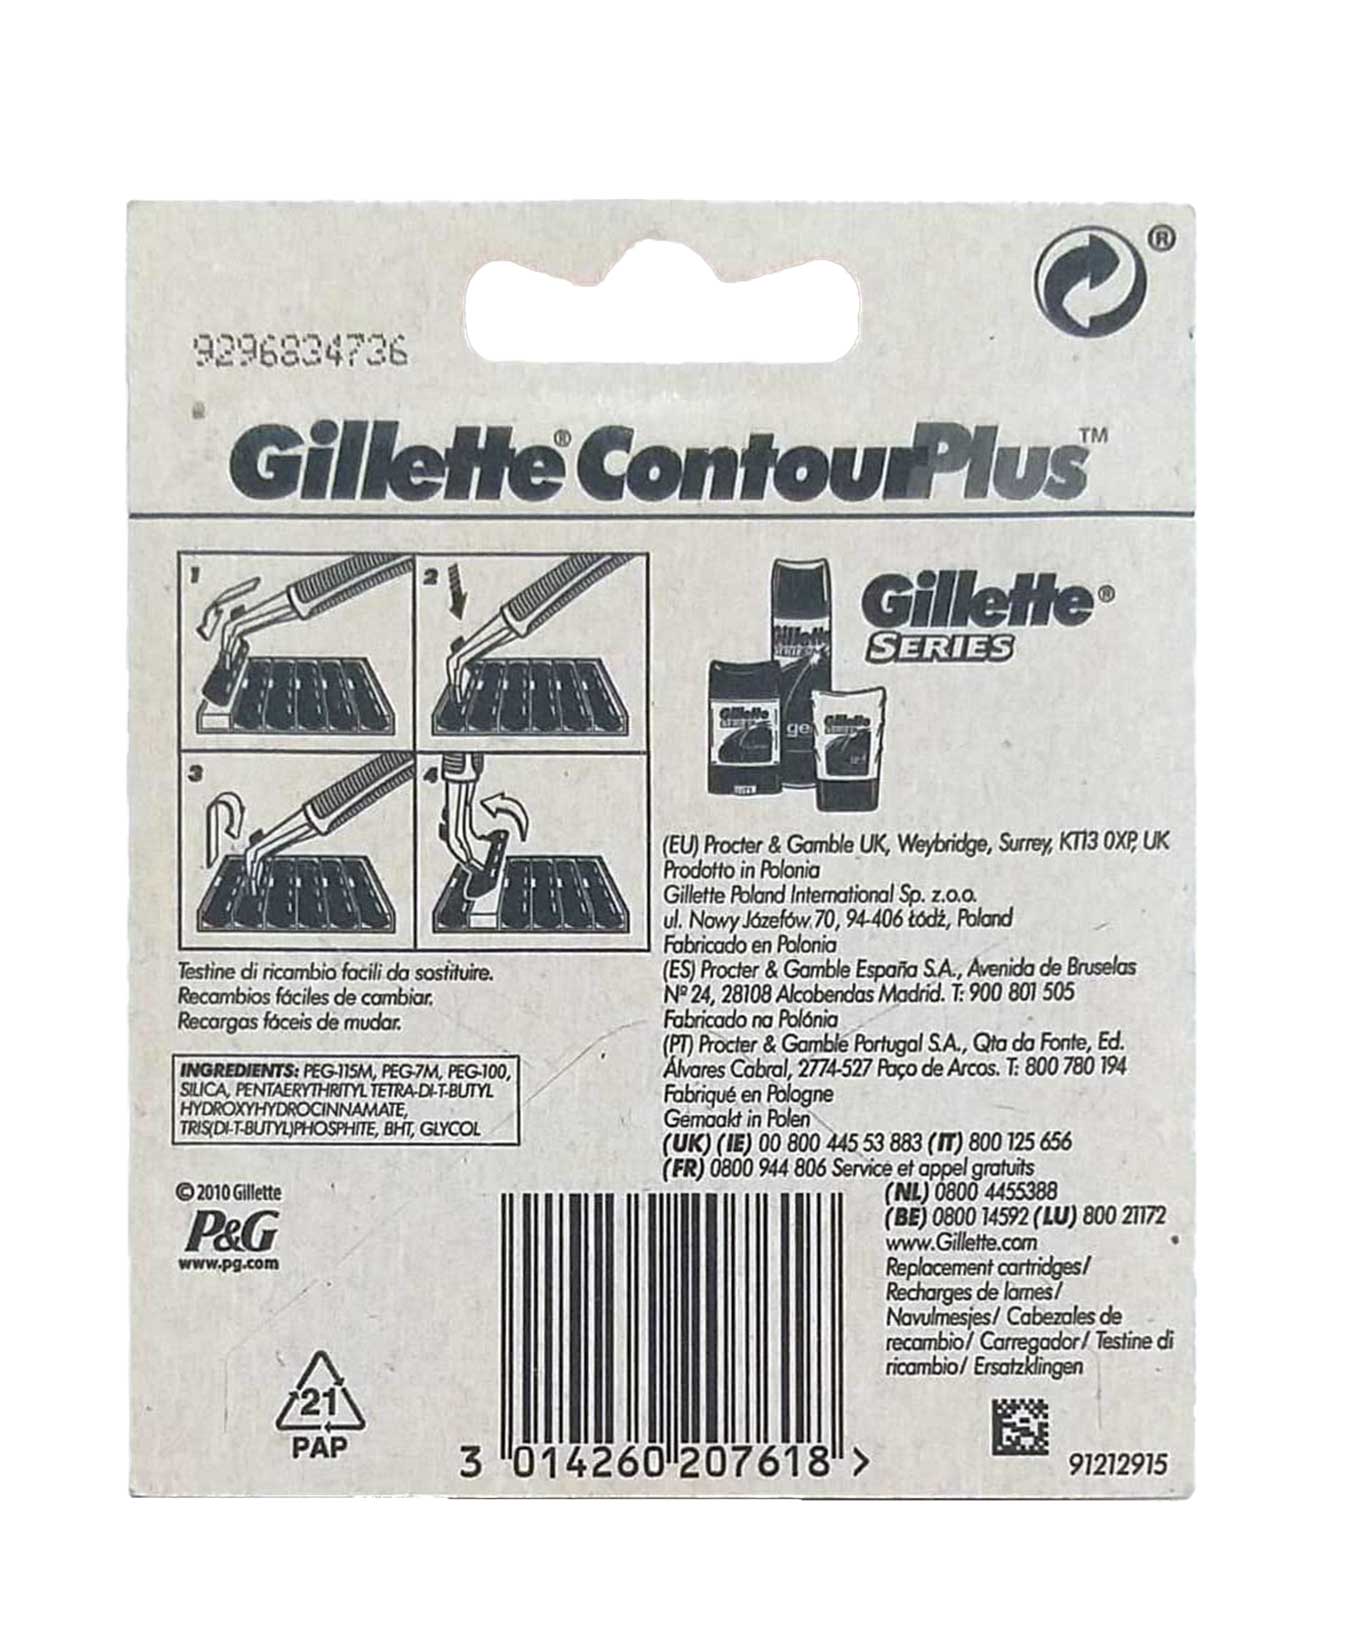 ®
9296834736
Gillette® ContourPlus™
1
2
3
4
Gillette®
SERIES
Gillette
SERIES
Gillette
Gillette
Testine di ricambio facili da sostituire.
Recambios fáciles de cambiar.
Recargas fáceis de mudar.
INGREDIENTS: PEG-115M, PEG-7M, PEG-100,
SILICA, PENTAERYTHRITYL TETRA-DI-T-BUTYL
HYDROXYHYDROCINNAMATE,
TRIS(DI-T-BUTYL)PHOSPHITE, BHT, GLYCOL
© 2010 Gillette
P&G
www.pg.com
21
PAP
(EU) Procter & Gamble UK, Weybridge, Surrey, KT13 0XP, UK
Prodotto in Polonia
Gillette Poland International Sp. z.o.o.
ul. Nowy Józefów 70, 94-406 Łódź, Poland
Fabricado en Polonia
(ES) Procter & Gamble España S.A., Avenida de Bruselas
Nº 24, 28108 Alcobendas Madrid. T: 900 801 505
Fabricado na Polónia
(PT) Procter & Gamble Portugal S.A., Qta da Fonte, Ed.
Álvares Cabral, 2774-527 Paço de Arcos. T: 800 780 194
Fabriqué en Pologne
Gemaakt in Polen
(UK) (IE) 00 800 445 53 883 (IT) 800 125 656
(FR) 0800 944 806 Service et appel gratuits
(NL) 0800 4455388
(BE) 0800 14592 (LU) 800 21172
www.Gillette.com
Replacement cartridges/
Recharges de lames/
Navulmesjes/ Cabezales de
recambio/ Carregador/ Testine di
ricambio/ Ersatzklingen
3 014260 207618 >
91212915